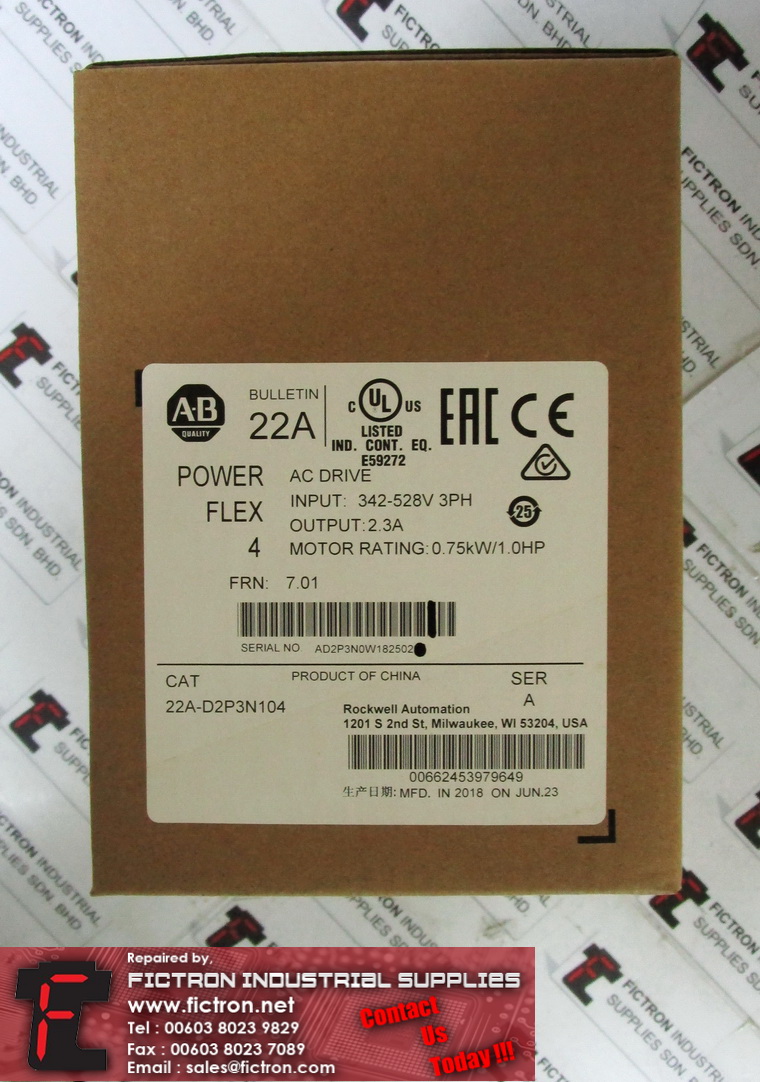 A-B
QUALITY
BULLETIN
22A
C UL US
LISTED
IND. CONT. EQ.
E59272
EAC CE
25
POWER
FLEX
4
AC DRIVE
INPUT: 342-528V 3PH
OUTPUT:2.3A
MOTOR RATING:0.75kW/1.0HP
FRN: 7.01
SERIAL NO AD2P3N0W182502
PRODUCT OF CHINA
CAT
22A-D2P3N104
SER
A
Rockwell Automation
1201 S 2nd St, Milwaukee, WI 53204, USA
00662453979649
生产日期: MFD. IN 2018 ON JUN.23
FICTRON INDUSTRIAL
SUPPLIES SDN. BHD.
Repaired by,
FICTRON INDUSTRIAL SUPPLIES
www.fictron.net
Tel : 00603 8023 9829
Fax : 00603 8023 7089
Email : sales@fictron.com
Contact
Us
Today !!!